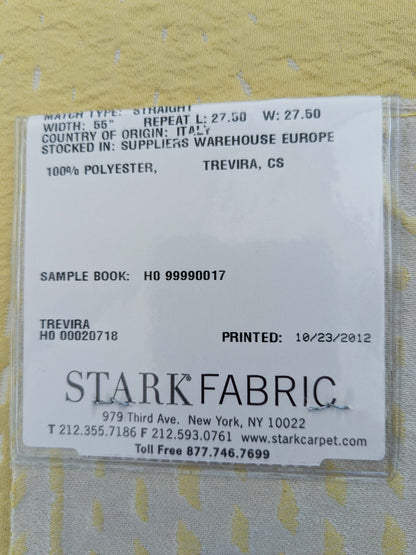 MATCH TYPE: STRAIGHT
WIDTH: 55" REPEAT L: 27.50 W: 27.50
COUNTRY OF ORIGIN: ITALY
STOCKED IN: SUPPLIERS WAREHOUSE EUROPE
100% POLYESTER, TREVIRA, CS
SAMPLE BOOK: HO 99990017
TREVIRA
HO 00020718 PRINTED: 10/23/2012
STARK FABRIC
979 Third Ave. New York, NY 10022
T 212.355.7186 F 212.593.0761 www.starkcarpet.com
Toll Free 877.746.7699